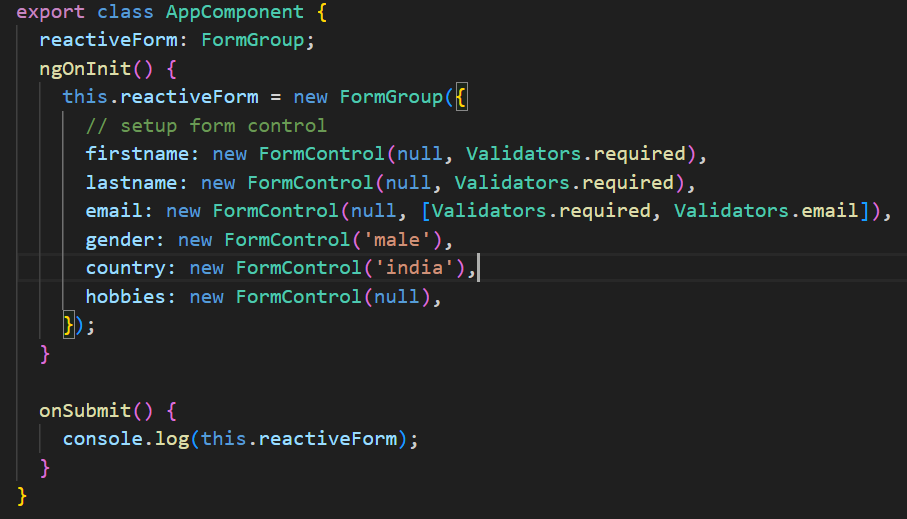 export class AppComponent {
  reactiveForm: FormGroup;
  ngOnInit() {
    this.reactiveForm = new FormGroup({
      // setup form control
      firstname: new FormControl(null, Validators.required),
      lastname: new FormControl(null, Validators.required),
      email: new FormControl(null, [Validators.required, Validators.email]),
      gender: new FormControl('male'),
      country: new FormControl('india'),
      hobbies: new FormControl(null),
    });
  }

  onSubmit() {
    console.log(this.reactiveForm);
  }
}